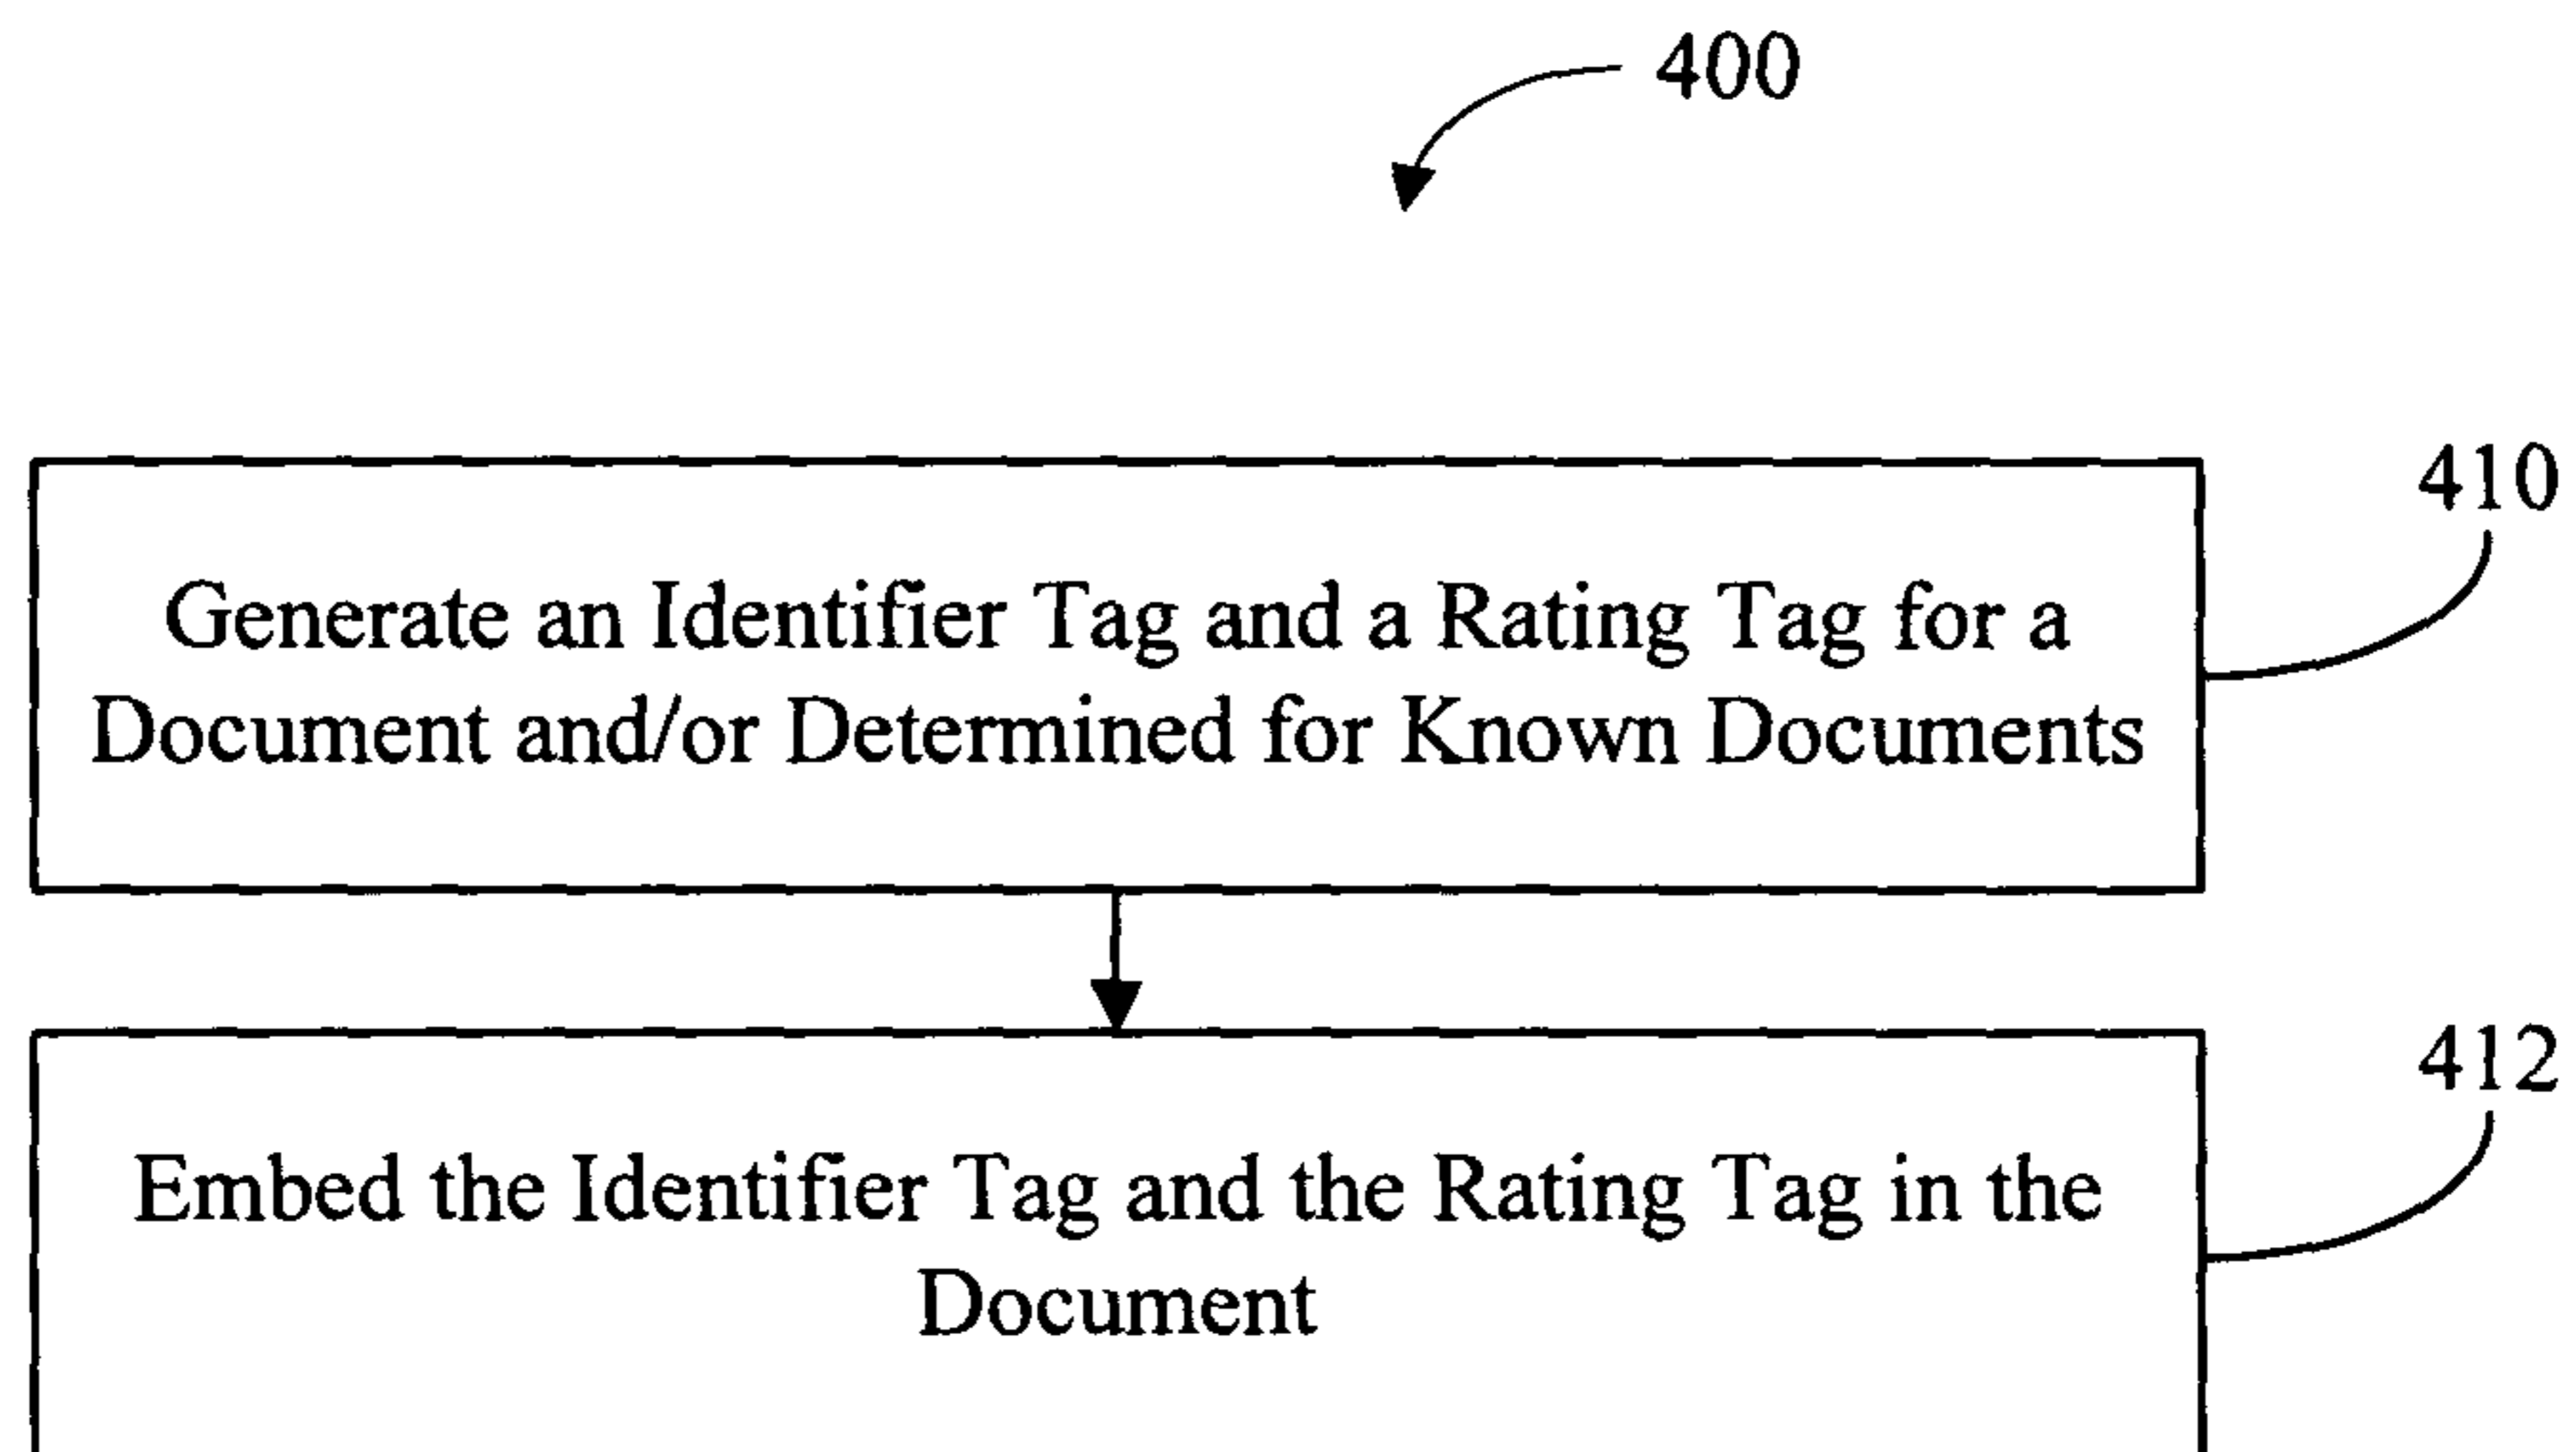 400
410
Generate an Identifier Tag and a Rating Tag for a
Document and/or Determined for Known Documents
412
Embed the Identifier Tag and the Rating Tag in the
Document